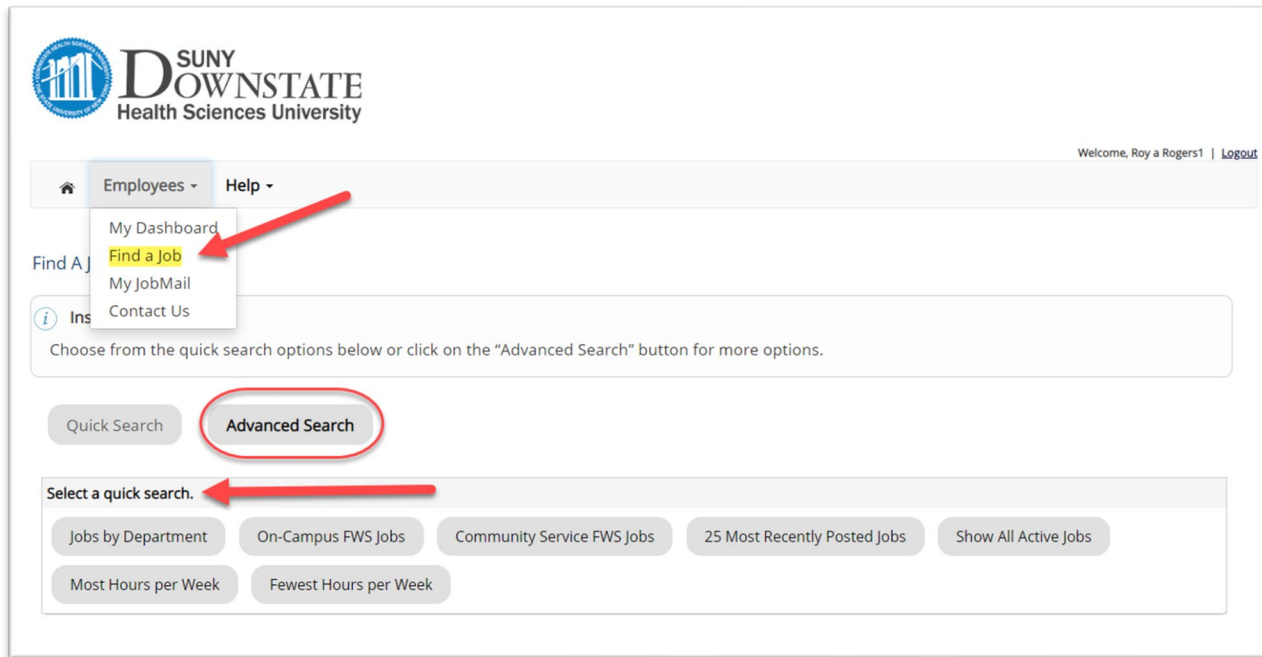 SUNY
DOWNSTATE
Health Sciences University
Welcome, Roy a Rogers1 | Logout
Employees Help
My Dashboard
Find a Job
Find A J
My JobMail
Contact Us
i Ins
Choose from the quick search options below or click on the “Advanced Search” button for more options.
Quick Search Advanced Search
Select a quick search.
Jobs by Department On-Campus FWS Jobs Community Service FWS Jobs 25 Most Recently Posted Jobs Show All Active Jobs
Most Hours per Week Fewest Hours per Week